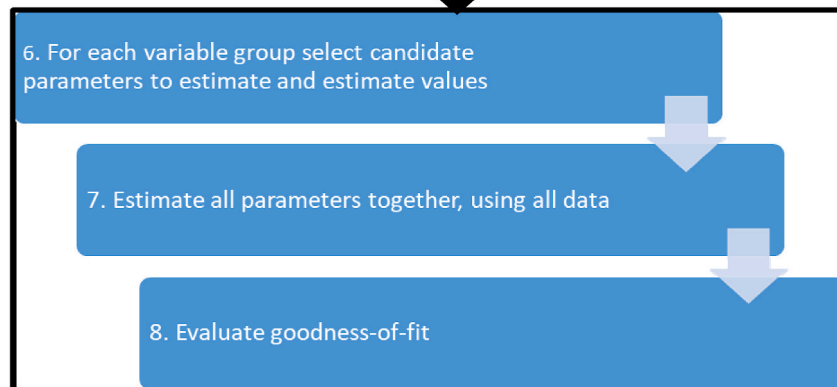 6. For each variable group select candidate
parameters to estimate and estimate values
7. Estimate all parameters together, using all data
8. Evaluate goodness-of-fit